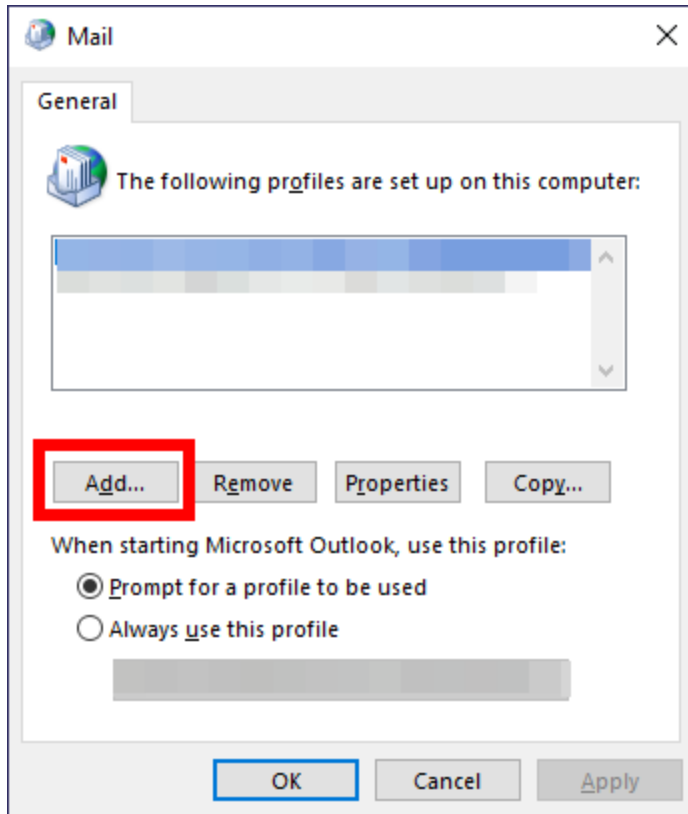 Mail
General
The following profiles are set up on this computer:
Add... Remove Properties Copy...
When starting Microsoft Outlook, use this profile:
Prompt for a profile to be used
Always use this profile
OK Cancel Apply